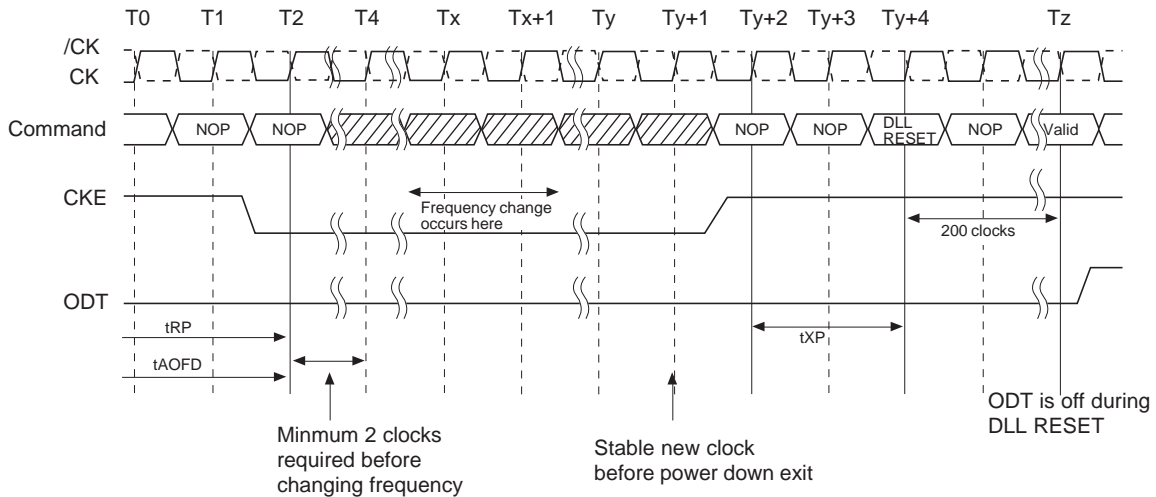 T0 T1 T2 T4 Tx Tx+1 Ty Ty+1 Ty+2 Ty+3 Ty+4 Tz
/CK
CK
Command
NOP NOP NOP NOP DLL RESET NOP Valid
CKE
Frequency change
occurs here
200 clocks
ODT
tRP
tXP
tAOFD
Minmum 2 clocks
required before
changing frequency
Stable new clock
before power down exit
ODT is off during
DLL RESET